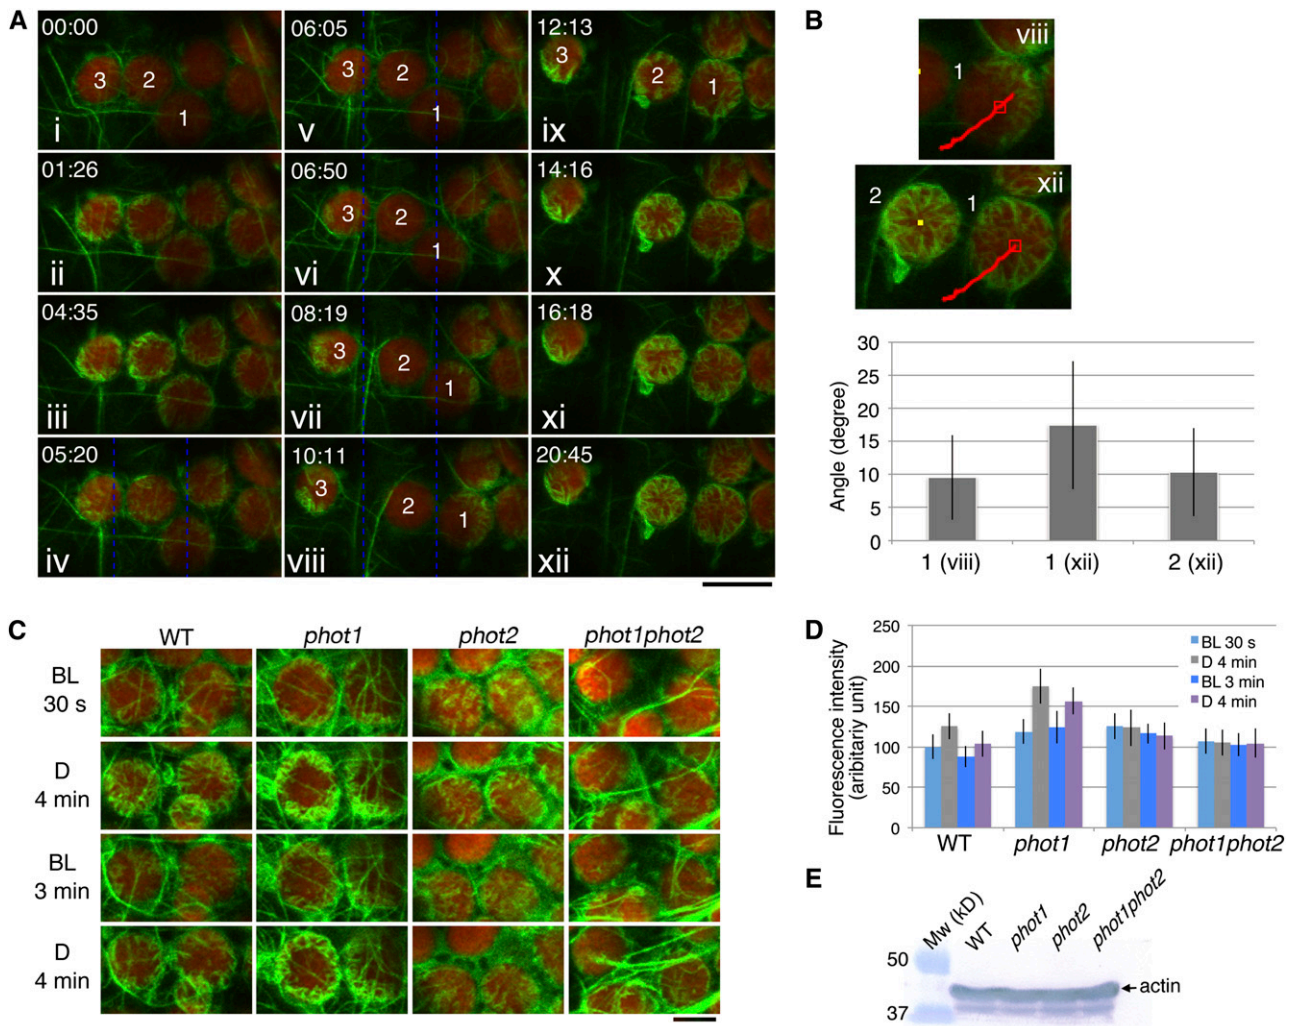 A
00:00
3
2
1
i
06:05
3
2
1
v
12:13
3
2
1
ix
01:26
ii
06:50
3
2
1
vi
14:16
x
04:35
iii
08:19
3
2
1
vii
16:18
xi
05:20
iv
10:11
3
2
1
viii
20:45
xii
B
viii
1
xii
2
1
Angle (degree)
30
25
20
15
10
5
0
1 (viii)
1 (xii)
2 (xii)
C
WT
phot1
phot2
phot1phot2
BL
30 s
D
4 min
BL
3 min
D
4 min
D
Fluorescence intensity
(aribitariy unit)
250
200
150
100
50
0
BL 30 s
D 4 min
BL 3 min
D 4 min
WT
phot1
phot2
phot1phot2
E
Mw (kD)
WT
phot1
phot2
phot1phot2
50
37
actin